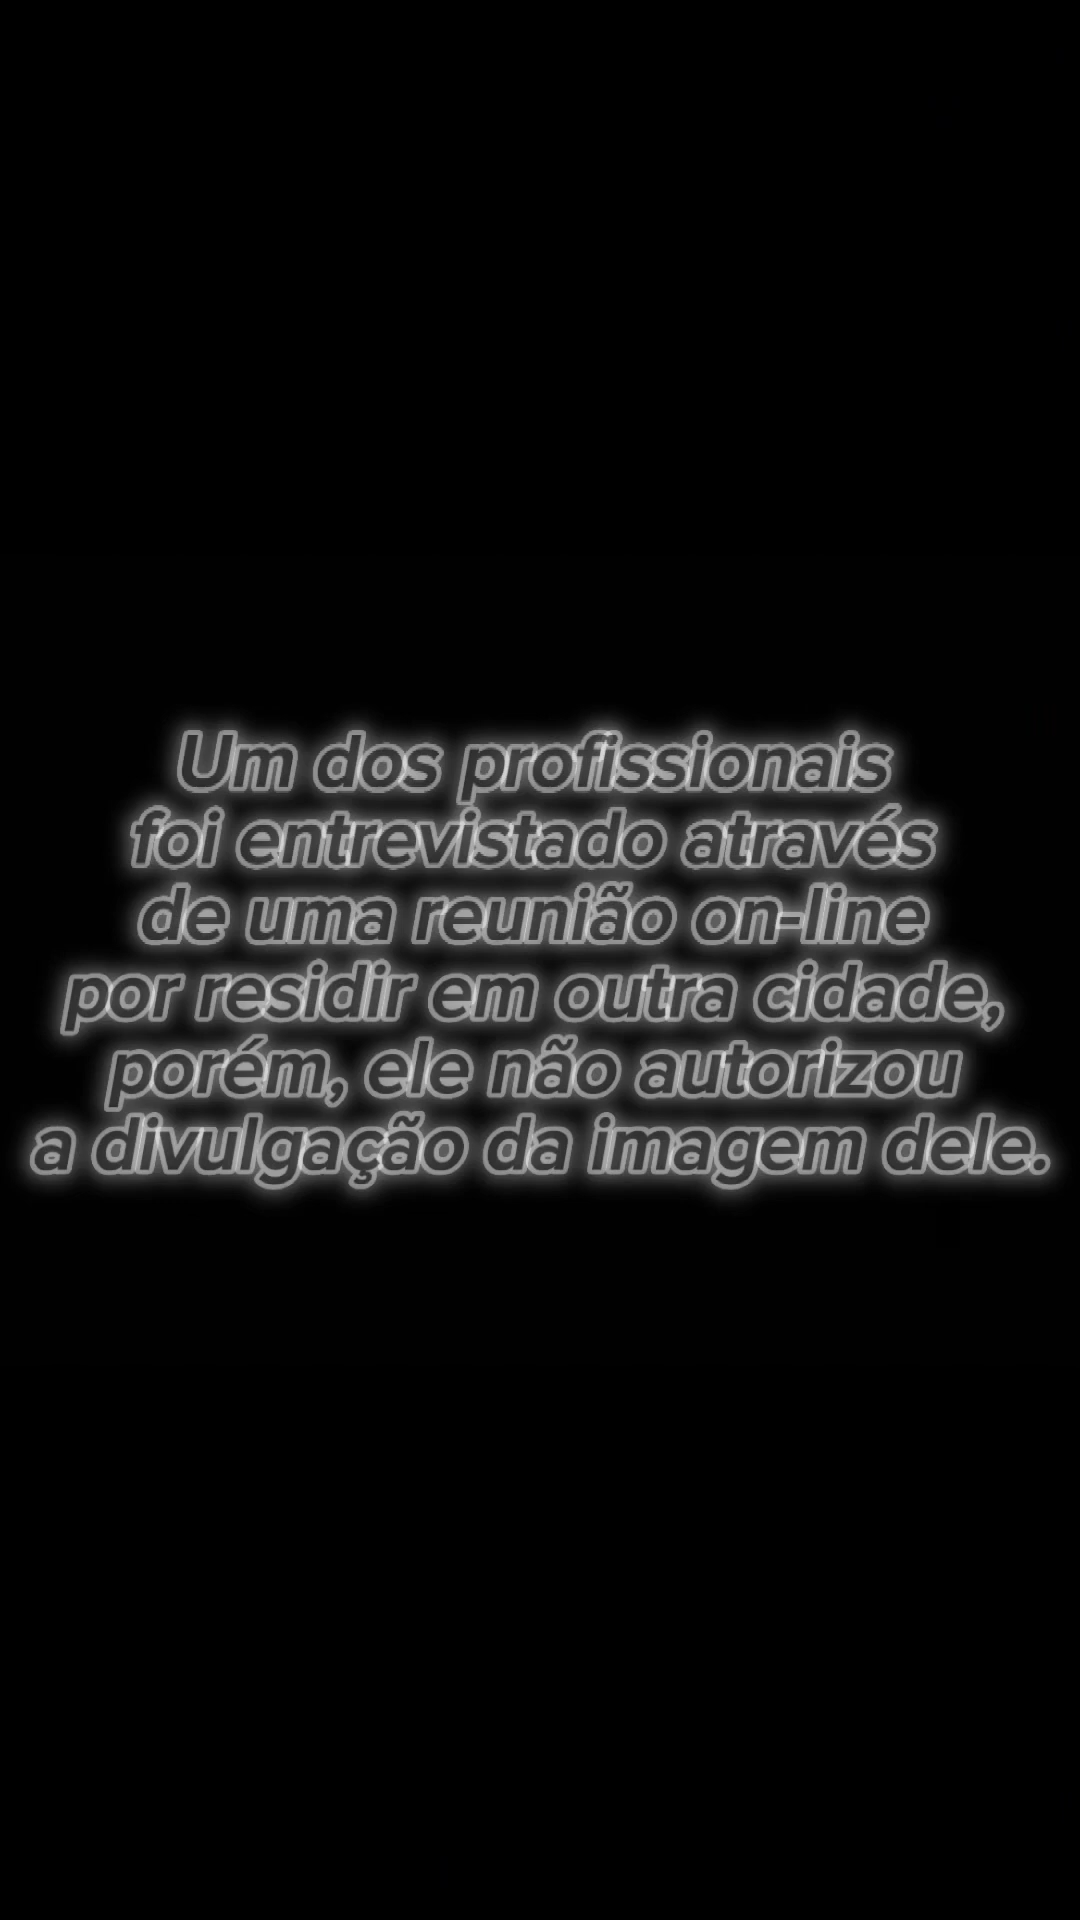 Um dos profissionais
foi entrevistado através
de uma reunião on-line
por residir em outra cidade,
porém, ele não autorizou
a divulgação da imagem dele.